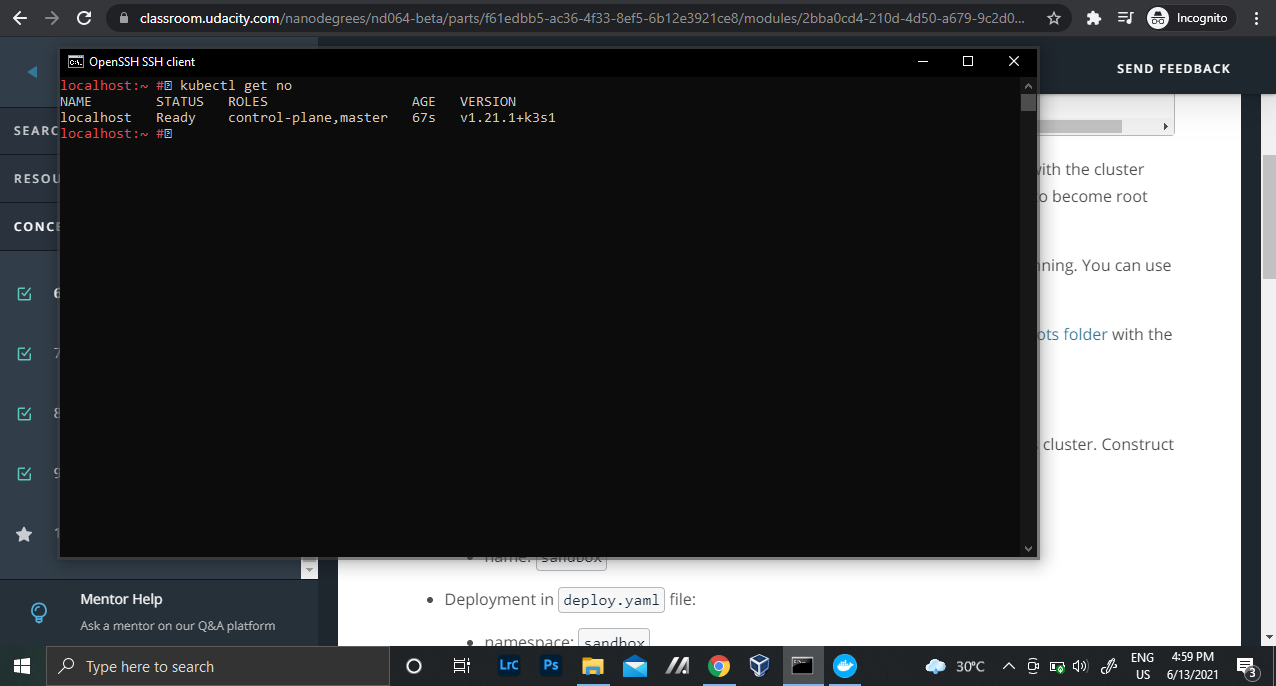 classroom.udacity.com/nanodegrees/nd064-beta/parts/f61edbb5-ac36-4f33-8ef5-6b12e3921ce8/modules/2bba0cd4-210d-4d50-a679-9c2d0...
Incognito
OpenSSH SSH client
SEND FEEDBACK
localhost:~ # kubectl get no
NAME STATUS ROLES AGE VERSION
localhost Ready control-plane,master 67s v1.21.1+k3s1
localhost:~ #
SEARC
RESOU
CONCE
6
7
8
9
1
with the cluster
o become root
nning. You can use
ots folder with the
cluster. Construct
name: sandbox
Deployment in deploy.yaml file:
namespace: sandbox
Mentor Help
Ask a mentor on our Q&A platform
Type here to search
LrC
Ps
30°C
ENG
US
4:59 PM
6/13/2021
3